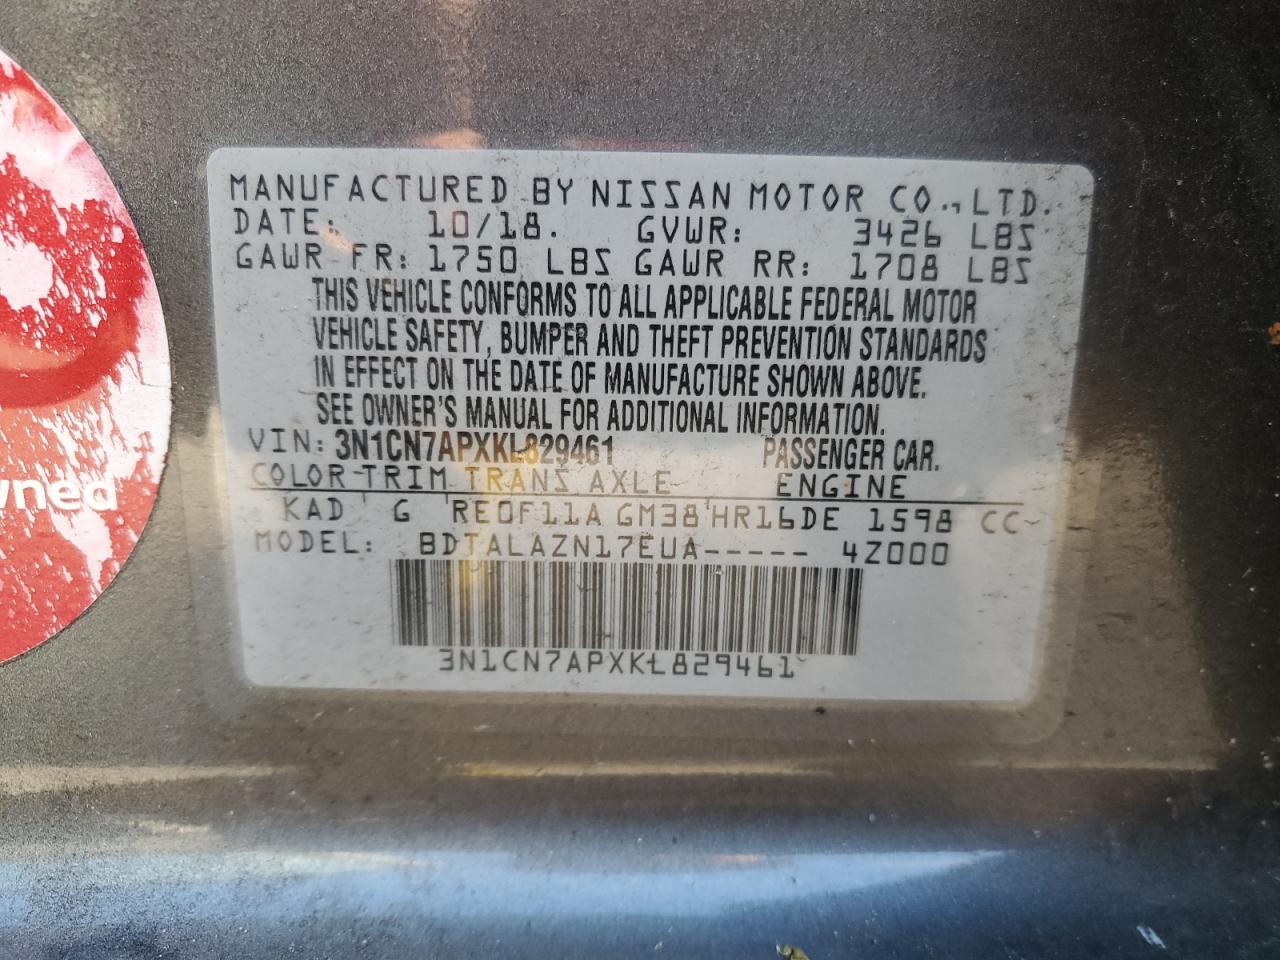 MANUFACTURED BY NISSAN MOTOR CO., LTD.
DATE: 10/18. GVWR: 3426 LBS
GAWR FR: 1750 LBS GAWR RR: 1708 LBS
THIS VEHICLE CONFORMS TO ALL APPLICABLE FEDERAL MOTOR
VEHICLE SAFETY, BUMPER AND THEFT PREVENTION STANDARDS
IN EFFECT ON THE DATE OF MANUFACTURE SHOWN ABOVE.
SEE OWNER'S MANUAL FOR ADDITIONAL INFORMATION.
VIN: 3N1CN7APXKL829461 PASSENGER CAR.
COLOR TRIM TRANS AXLE ENGINE
KAD G RE0F11A GM38 HR16DE 1598 CC
MODEL: BDTALAZN17EUA----- 4Z000
3N1CN7APXKL829461
wned